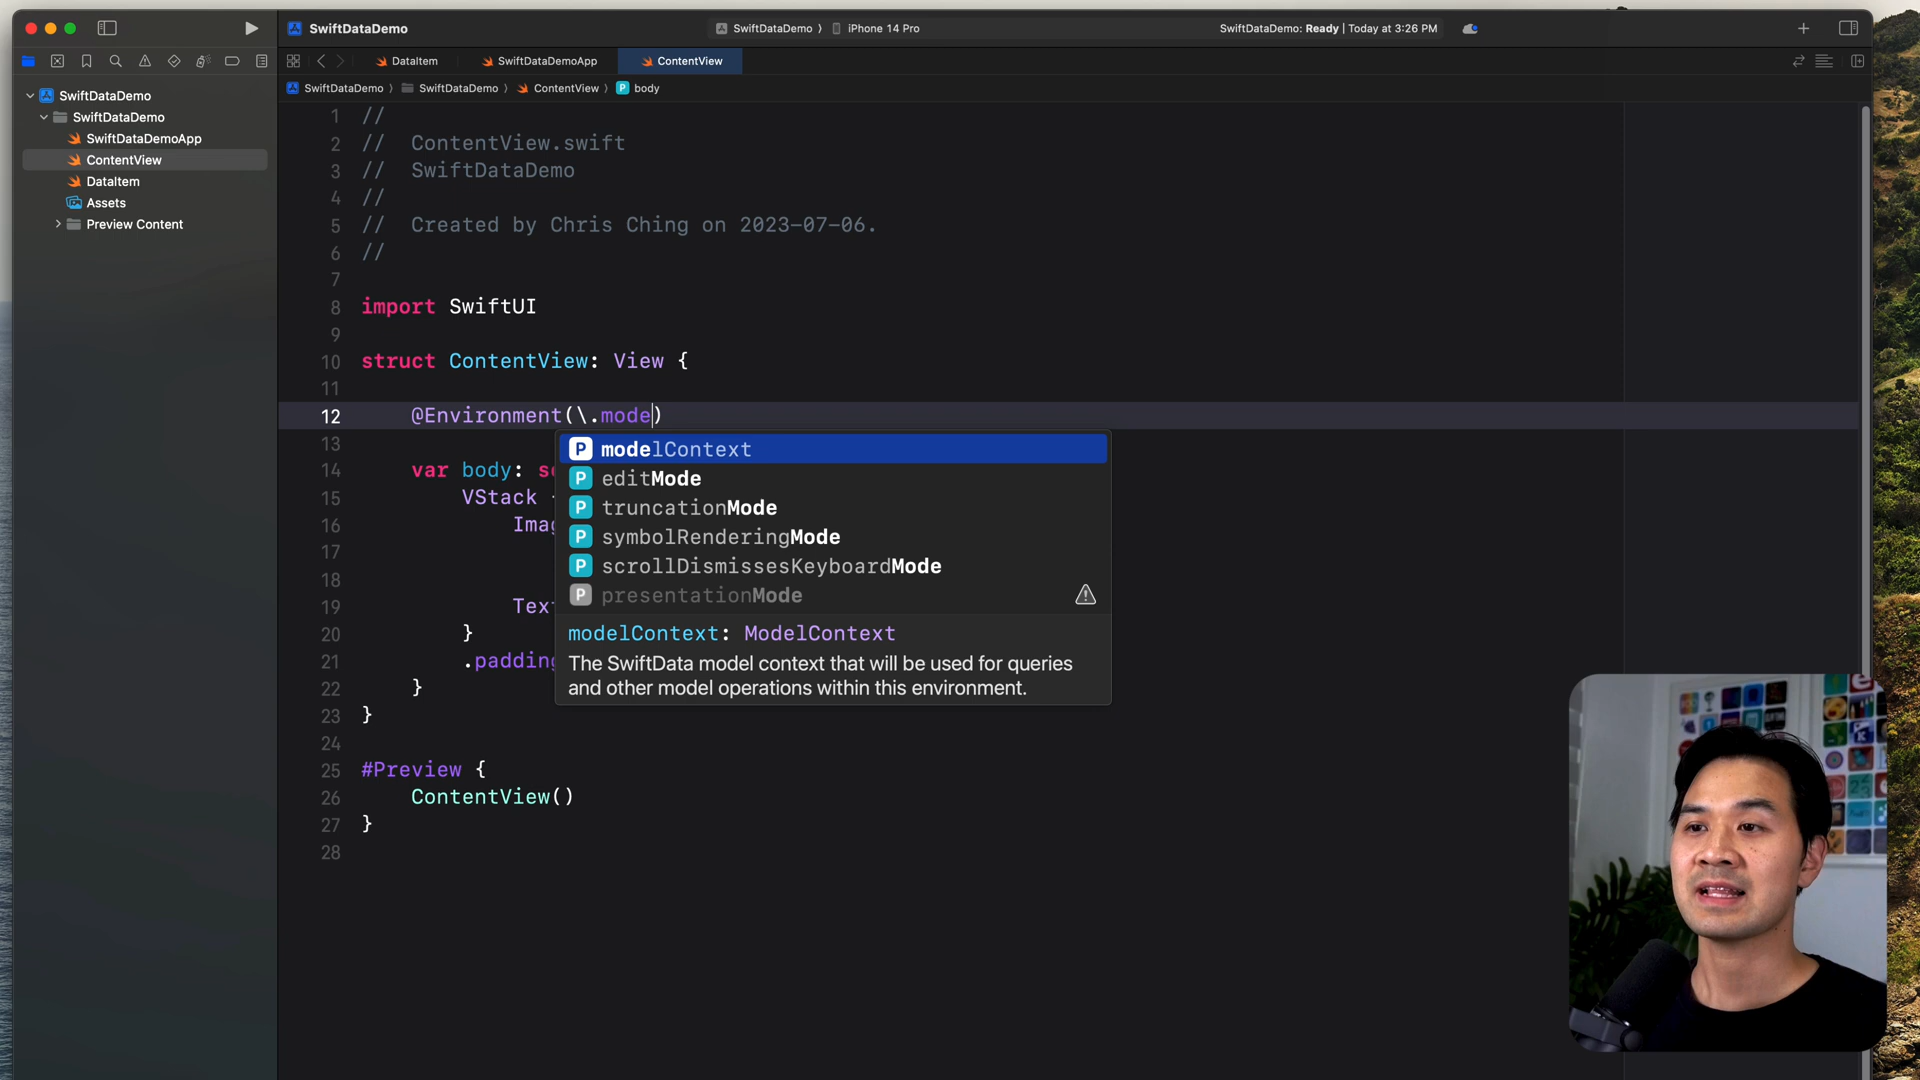 SwiftDataDemo
SwiftDataDemo 〉 iPhone 14 Pro
SwiftDataDemo: Ready | Today at 3:26 PM
DataItem
SwiftDataDemoApp
ContentView
SwiftDataDemo 〉 SwiftDataDemo 〉 ContentView 〉 P body
SwiftDataDemo
SwiftDataDemo
SwiftDataDemoApp
ContentView
DataItem
Assets
Preview Content
1 //
2 // ContentView.swift
3 // SwiftDataDemo
4 //
5 // Created by Chris Ching on 2023-07-06.
6 //
7
8 import SwiftUI
9
10 struct ContentView: View {
11
12 @Environment(\.mode)
13
14 var body: so
15 VStack {
16 Imag
17
18
19 Text
20 }
21 .padding
22 }
23 }
24
25 #Preview {
26 ContentView()
27 }
28
P modelContext
P editMode
P truncationMode
P symbolRenderingMode
P scrollDismissesKeyboardMode
P presentationMode
modelContext: ModelContext
The SwiftData model context that will be used for queries
and other model operations within this environment.